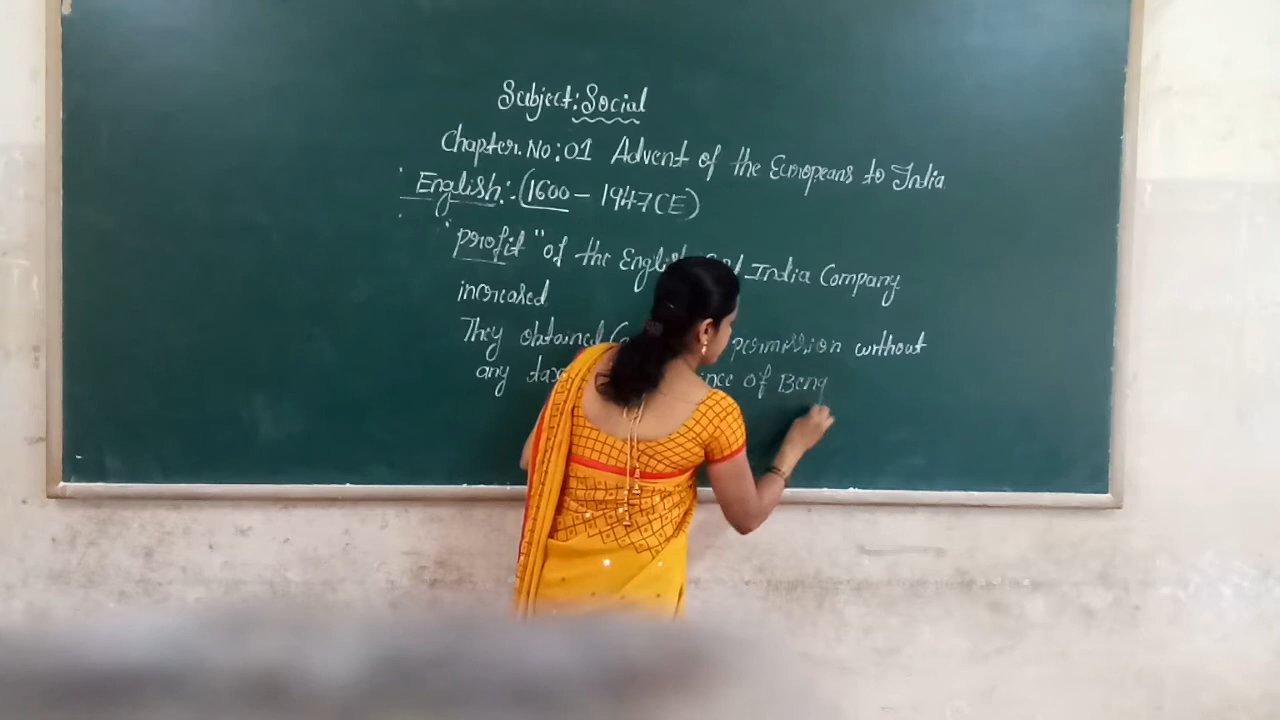 Subject: Social
Chapter. No: 01 Advent of the Europeans to India
English:- (1600 - 1947 CE)
"profit" of the English India Company
increased
They obtained permission without
any of Beng